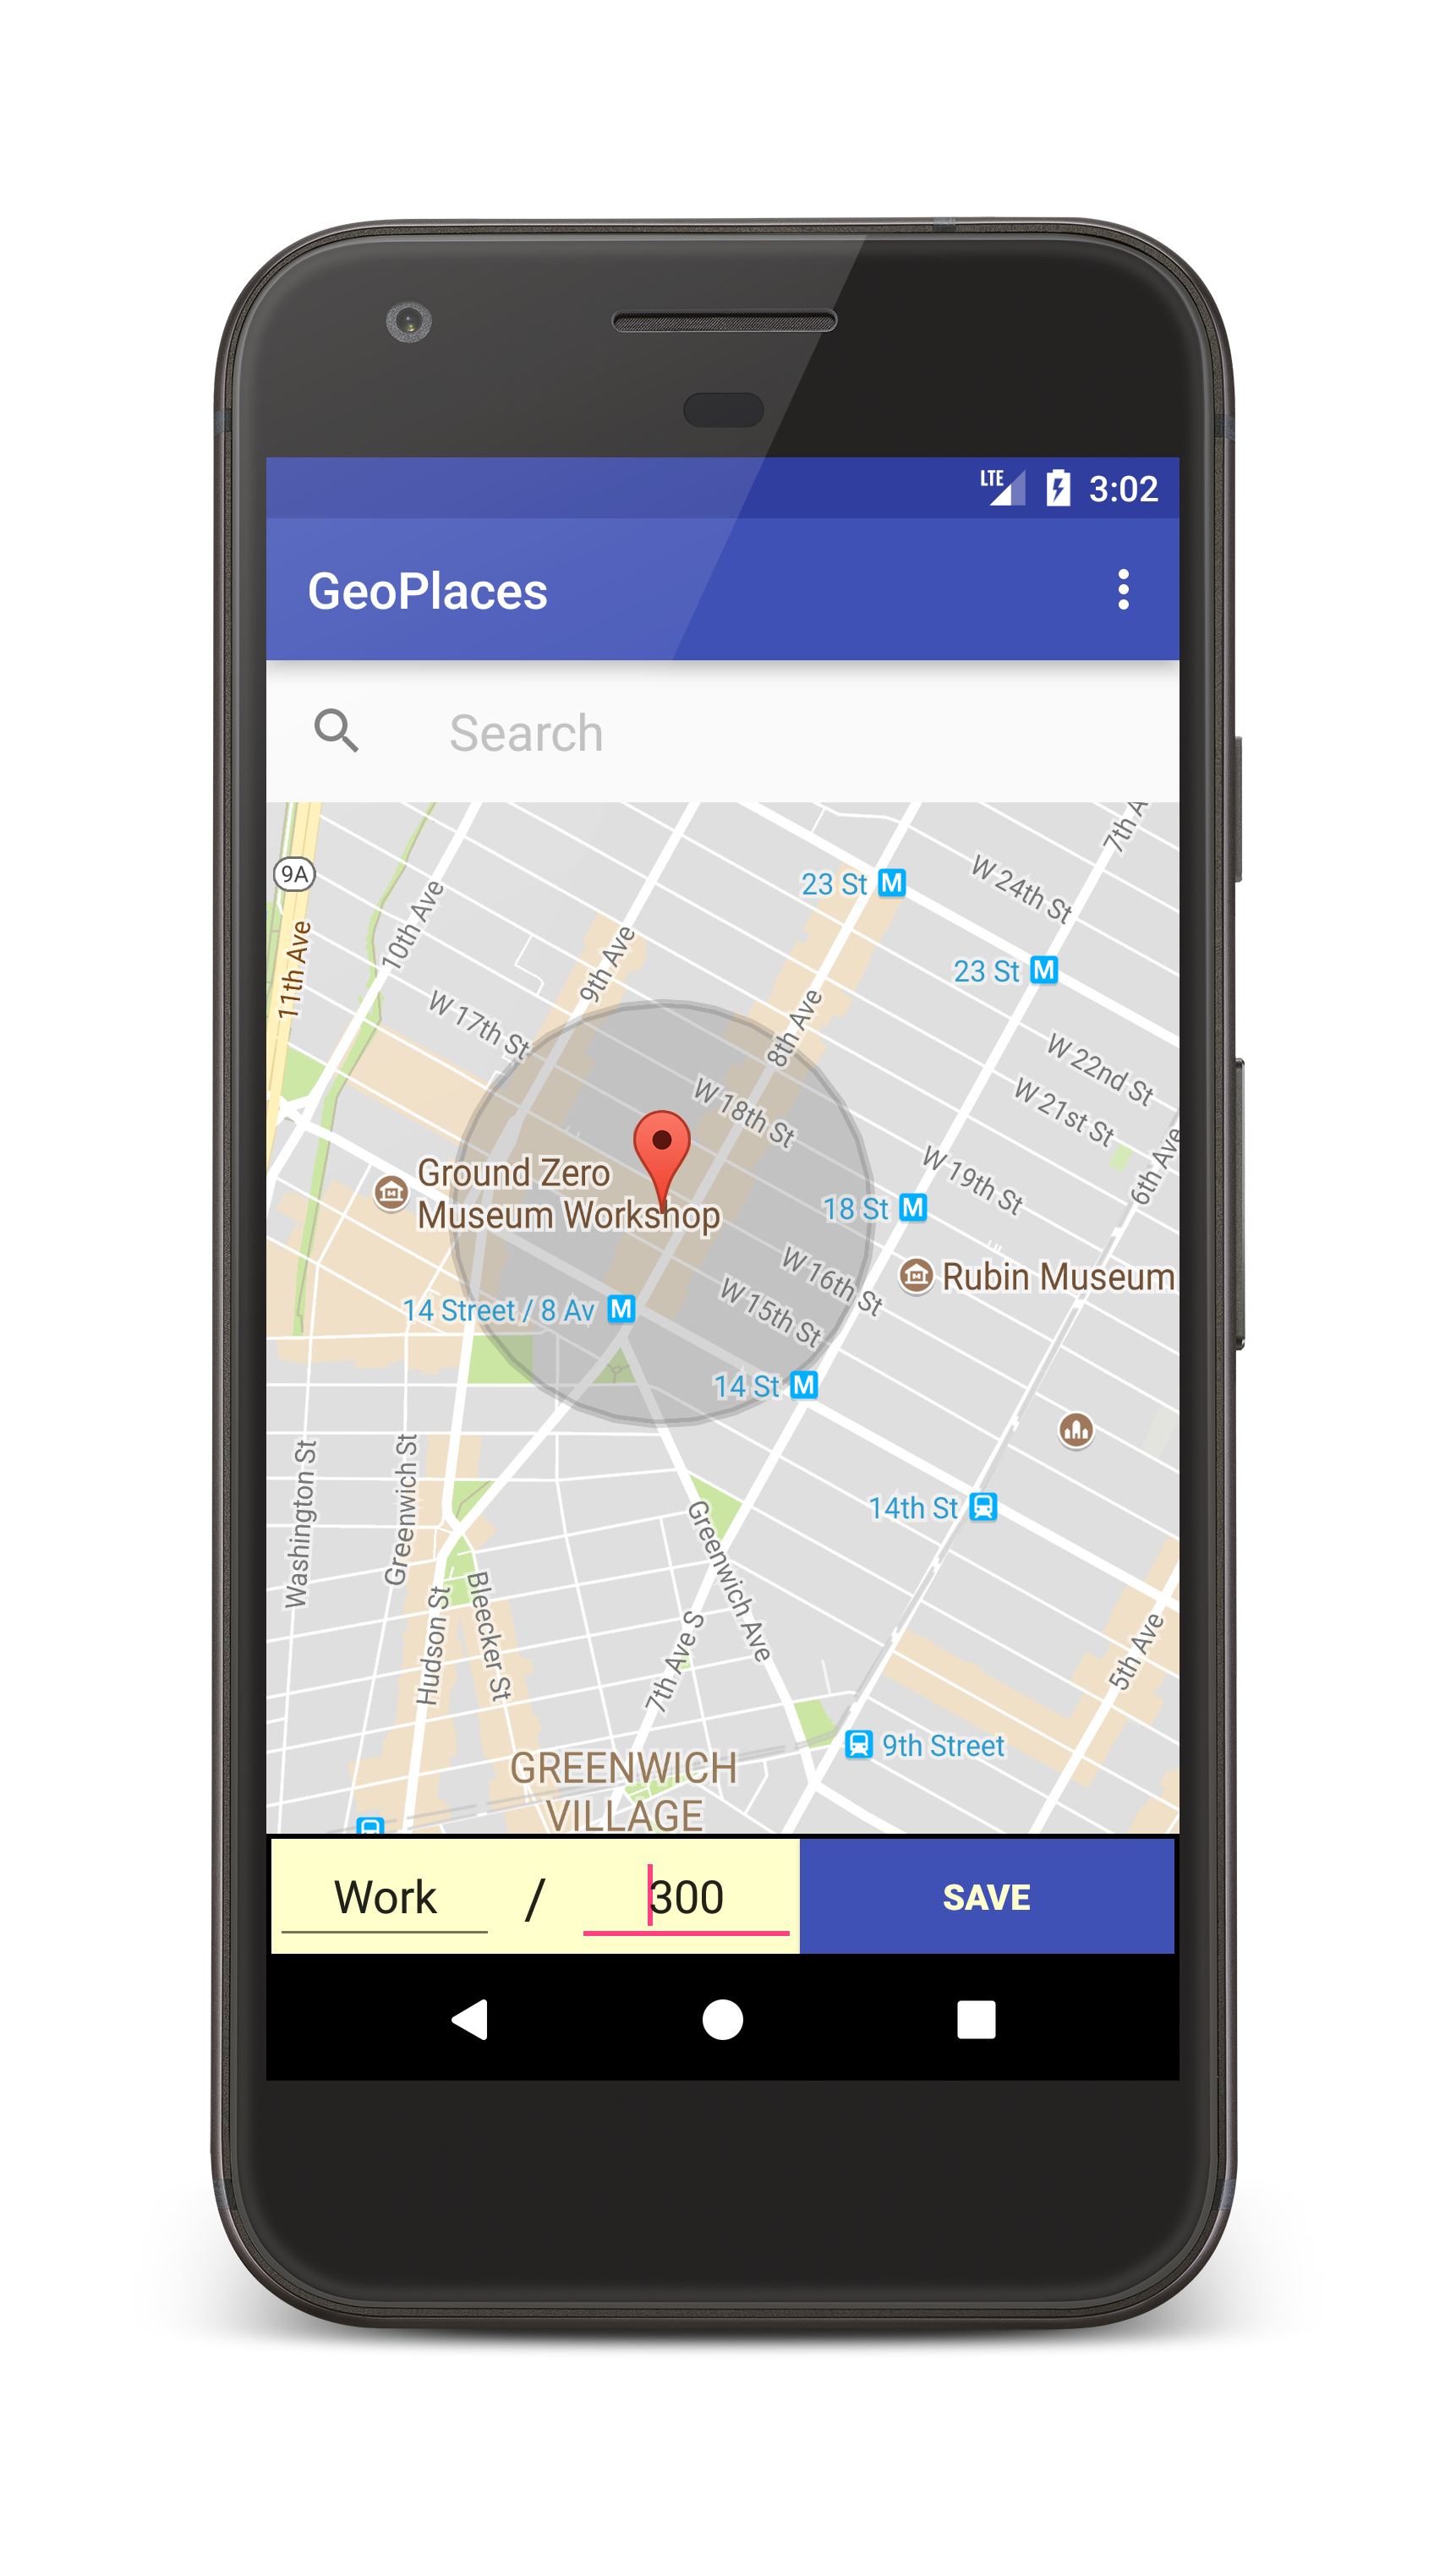 LTE 3:02
GeoPlaces
Search
7th A
9A
23 St M
W 24th St
10th Ave
11th Ave
9th Ave
23 St M
8th Ave
W 17th St
W 22nd St
W 18th St
W 21st St
6th Ave
W 19th St
Ground Zero
Museum Workshop
18 St M
W 16th St
Rubin Museum
14 Street / 8 Av M
W 15th St
14 St M
Washington St
Greenwich St
14th St
Greenwich Ave
Hudson St
Bleecker St
7th Ave S
5th Ave
9th Street
GREENWICH
VILLAGE
Work / 300 SAVE